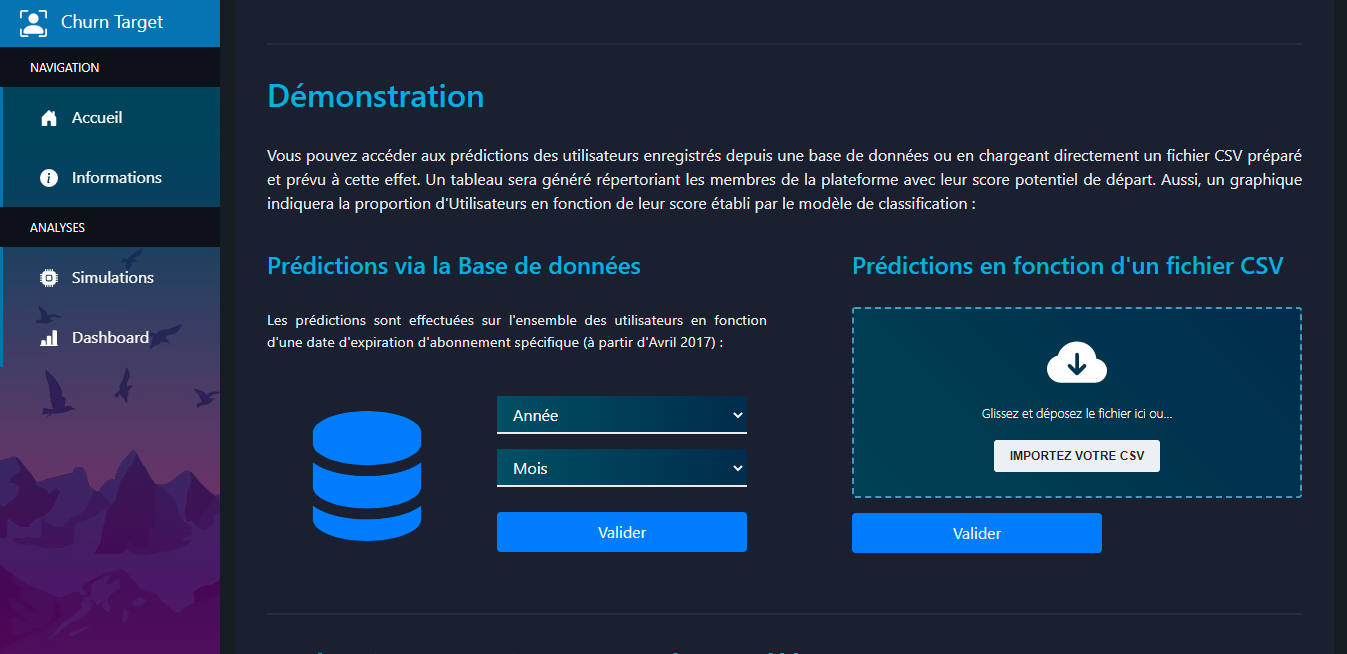 Churn Target
NAVIGATION
Accueil
Informations
ANALYSES
Simulations
Dashboard
Démonstration
Vous pouvez accéder aux prédictions des utilisateurs enregistrés depuis une base de données ou en chargeant directement un fichier CSV préparé
et prévu à cette effet. Un tableau sera généré répertoriant les membres de la plateforme avec leur score potentiel de départ. Aussi, un graphique
indiquera la proportion d'Utilisateurs en fonction de leur score établi par le modèle de classification :
Prédictions via la Base de données
Les prédictions sont effectuées sur l'ensemble des utilisateurs en fonction
d'une date d'expiration d'abonnement spécifique (à partir d'Avril 2017) :
Année
Mois
Valider
Prédictions en fonction d'un fichier CSV
Glissez et déposez le fichier ici ou...
IMPORTEZ VOTRE CSV
Valider